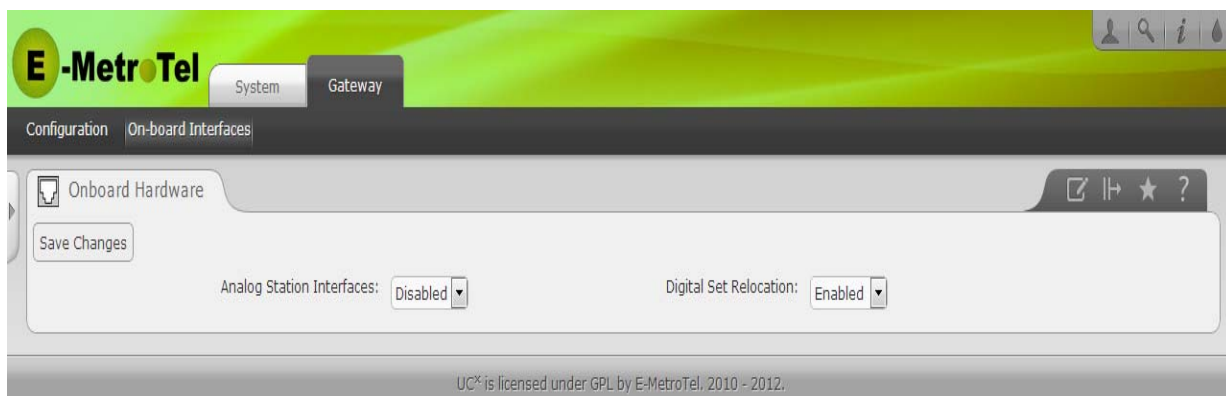 E-MetroTel
System Gateway
Configuration On-board Interfaces
Onboard Hardware
Save Changes
Analog Station Interfaces: Disabled Digital Set Relocation: Enabled
UCx is licensed under GPL by E-MetroTel. 2010 - 2012.